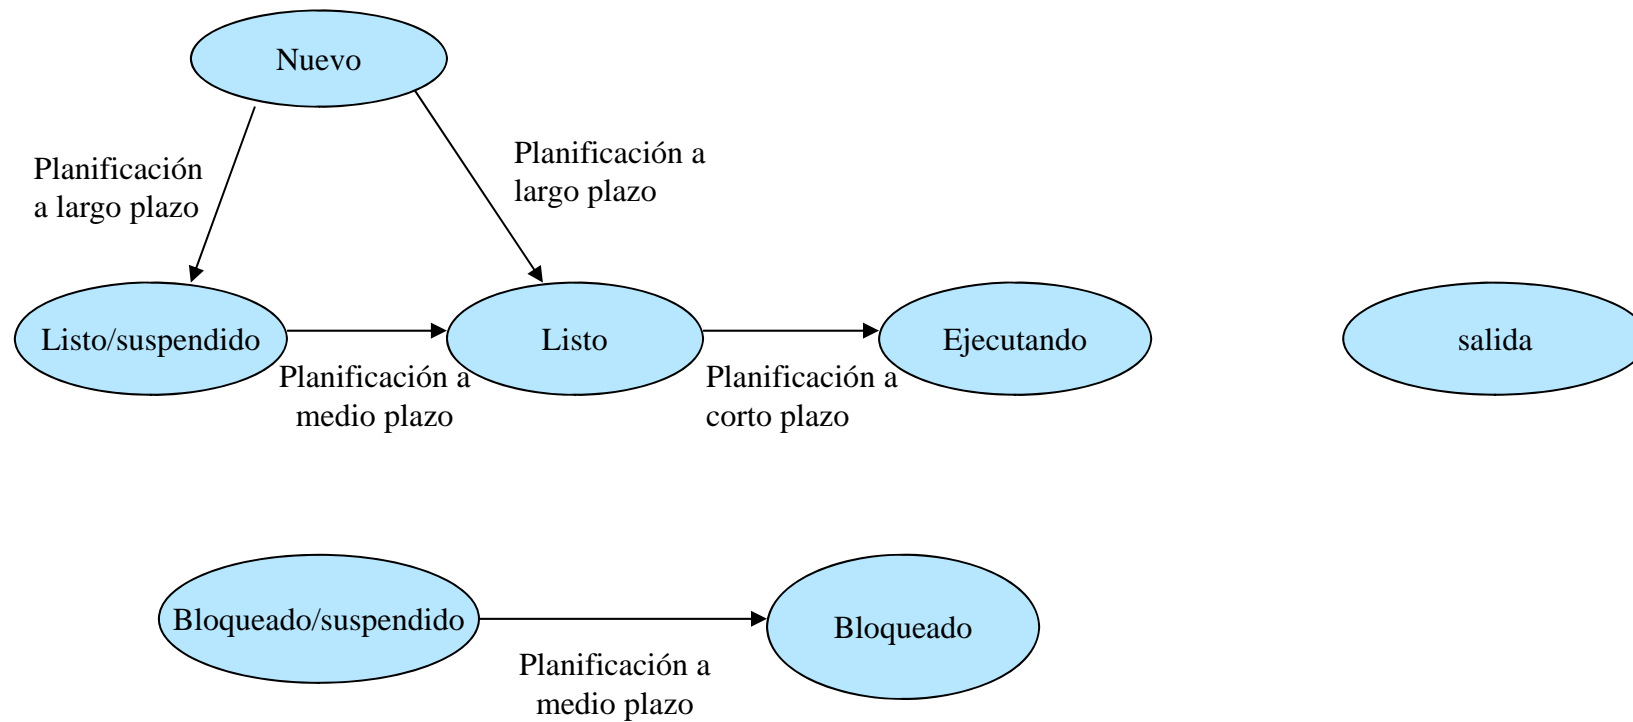 Nuevo
Planificación
a largo plazo
Planificación a
largo plazo
Listo/suspendido
Listo
Ejecutando
salida
Planificación a
medio plazo
Planificación a
corto plazo
Bloqueado/suspendido
Bloqueado
Planificación a
medio plazo